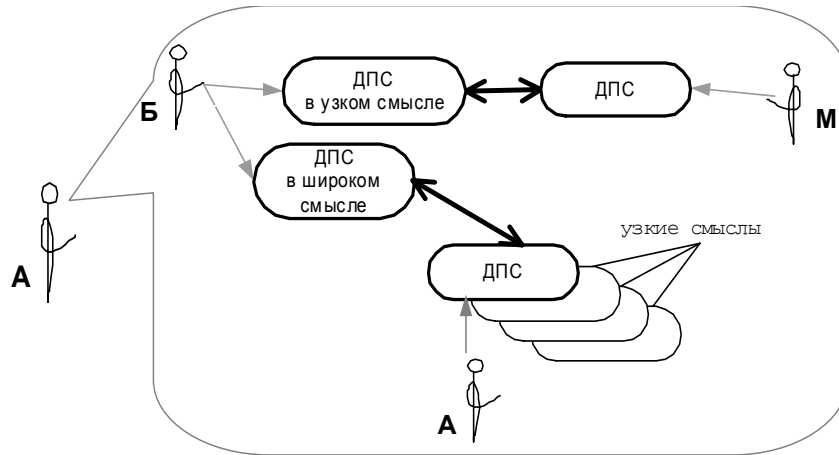 ДПС
в узком смысле
ДПС
Б
М
ДПС
в широком
смысле
А
узкие смыслы
ДПС
А